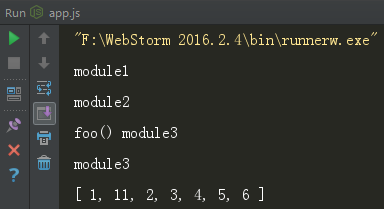 Run app.js
"F:\WebStorm 2016.2.4\bin\runnerw.exe"
module1
module2
foo() module3
module3
[ 1, 11, 2, 3, 4, 5, 6 ]